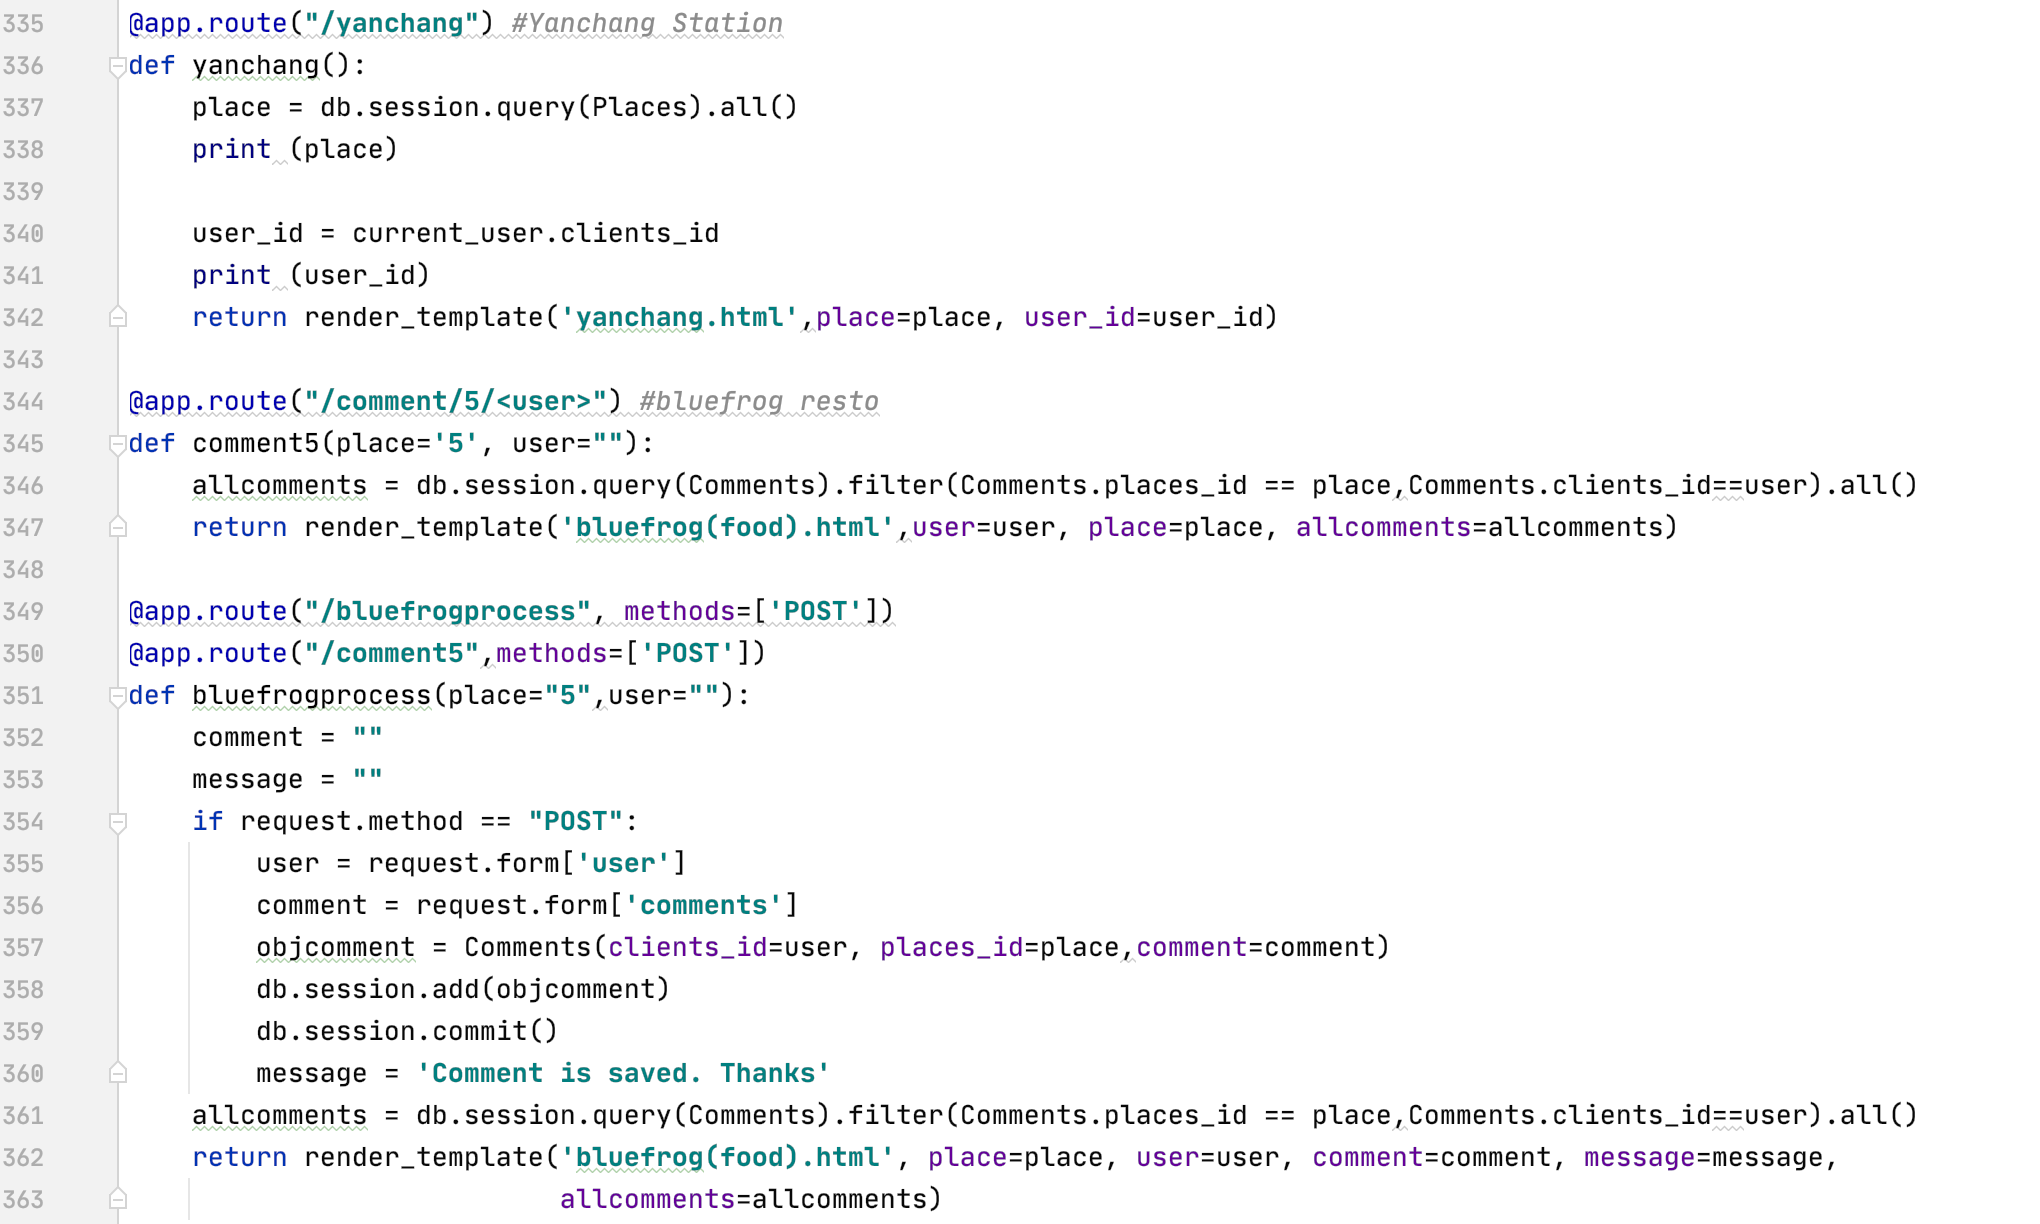 335 @app.route("/yanchang") #Yanchang Station
336 def yanchang():
337     place = db.session.query(Places).all()
338     print (place)
339
340     user_id = current_user.clients_id
341     print (user_id)
342     return render_template('yanchang.html',place=place, user_id=user_id)
343
344 @app.route("/comment/5/<user>") #bluefrog resto
345 def comment5(place='5', user=""):
346     allcomments = db.session.query(Comments).filter(Comments.places_id == place,Comments.clients_id==user).all()
347     return render_template('bluefrog(food).html',user=user, place=place, allcomments=allcomments)
348
349 @app.route("/bluefrogprocess", methods=['POST'])
350 @app.route("/comment5",methods=['POST'])
351 def bluefrogprocess(place="5",user=""):
352     comment = ""
353     message = ""
354     if request.method == "POST":
355         user = request.form['user']
356         comment = request.form['comments']
357         objcomment = Comments(clients_id=user, places_id=place,comment=comment)
358         db.session.add(objcomment)
359         db.session.commit()
360         message = 'Comment is saved. Thanks'
361     allcomments = db.session.query(Comments).filter(Comments.places_id == place,Comments.clients_id==user).all()
362     return render_template('bluefrog(food).html', place=place, user=user, comment=comment, message=message,
363                            allcomments=allcomments)